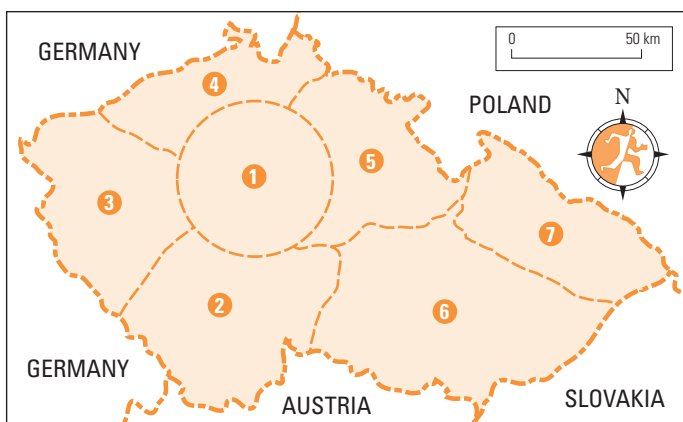 GERMANY
0 50 km
4
POLAND
N
5
1
3
7
2
6
GERMANY
AUSTRIA
SLOVAKIA